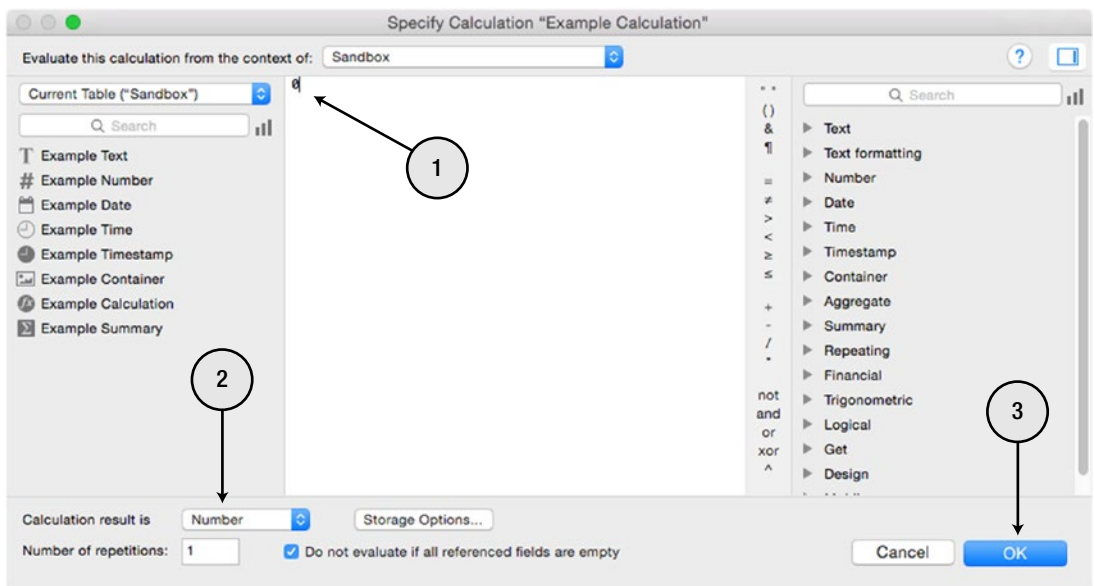 Specify Calculation "Example Calculation"
Evaluate this calculation from the context of: Sandbox
?
Current Table ("Sandbox")
Search
Example Text
Example Number
Example Date
Example Time
Example Timestamp
Example Container
Example Calculation
Example Summary
0
1
" "
()
&
¶
=
≠
>
<
≥
≤
+
-
/
*
not
and
or
xor
^
Search
Text
Text formatting
Number
Date
Time
Timestamp
Container
Aggregate
Summary
Repeating
Financial
Trigonometric
Logical
Get
Design
2
3
Calculation result is Number Storage Options...
Number of repetitions: 1 Do not evaluate if all referenced fields are empty
Cancel OK